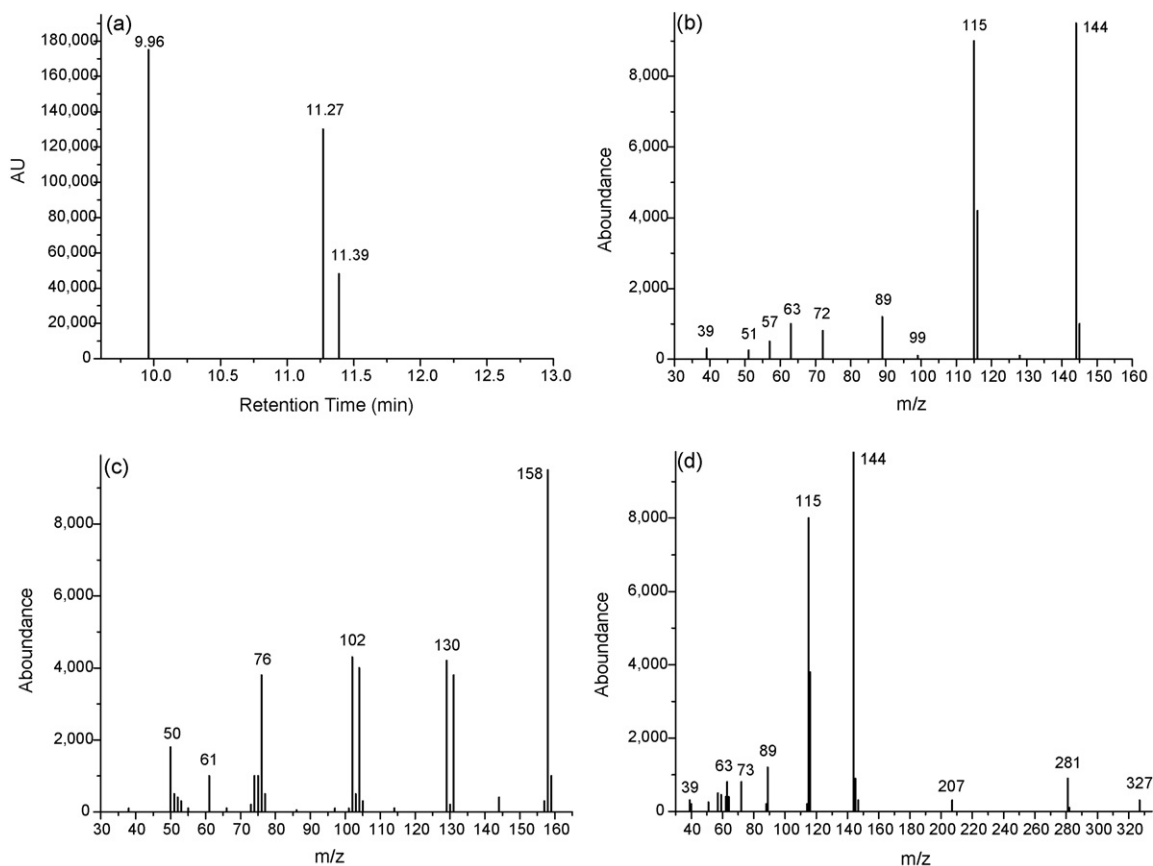 (a)
180,000
160,000
140,000
120,000
100,000
80,000
60,000
40,000
20,000
0
AU
9.96
11.27
11.39
10.0 10.5 11.0 11.5 12.0 12.5 13.0
Retention Time (min)
(b)
8,000
6,000
4,000
2,000
0
Aboundance
39 51 57 63 72 89 99 115 144
30 40 50 60 70 80 90 100 110 120 130 140 150 160
m/z
(c)
8,000
6,000
4,000
2,000
0
Aboundance
50 61 76 102 130 158
30 40 50 60 70 80 90 100 110 120 130 140 150 160
m/z
(d)
8,000
6,000
4,000
2,000
0
Aboundance
39 63 73 89 115 144 207 281 327
40 60 80 100 120 140 160 180 200 220 240 260 280 300 320
m/z